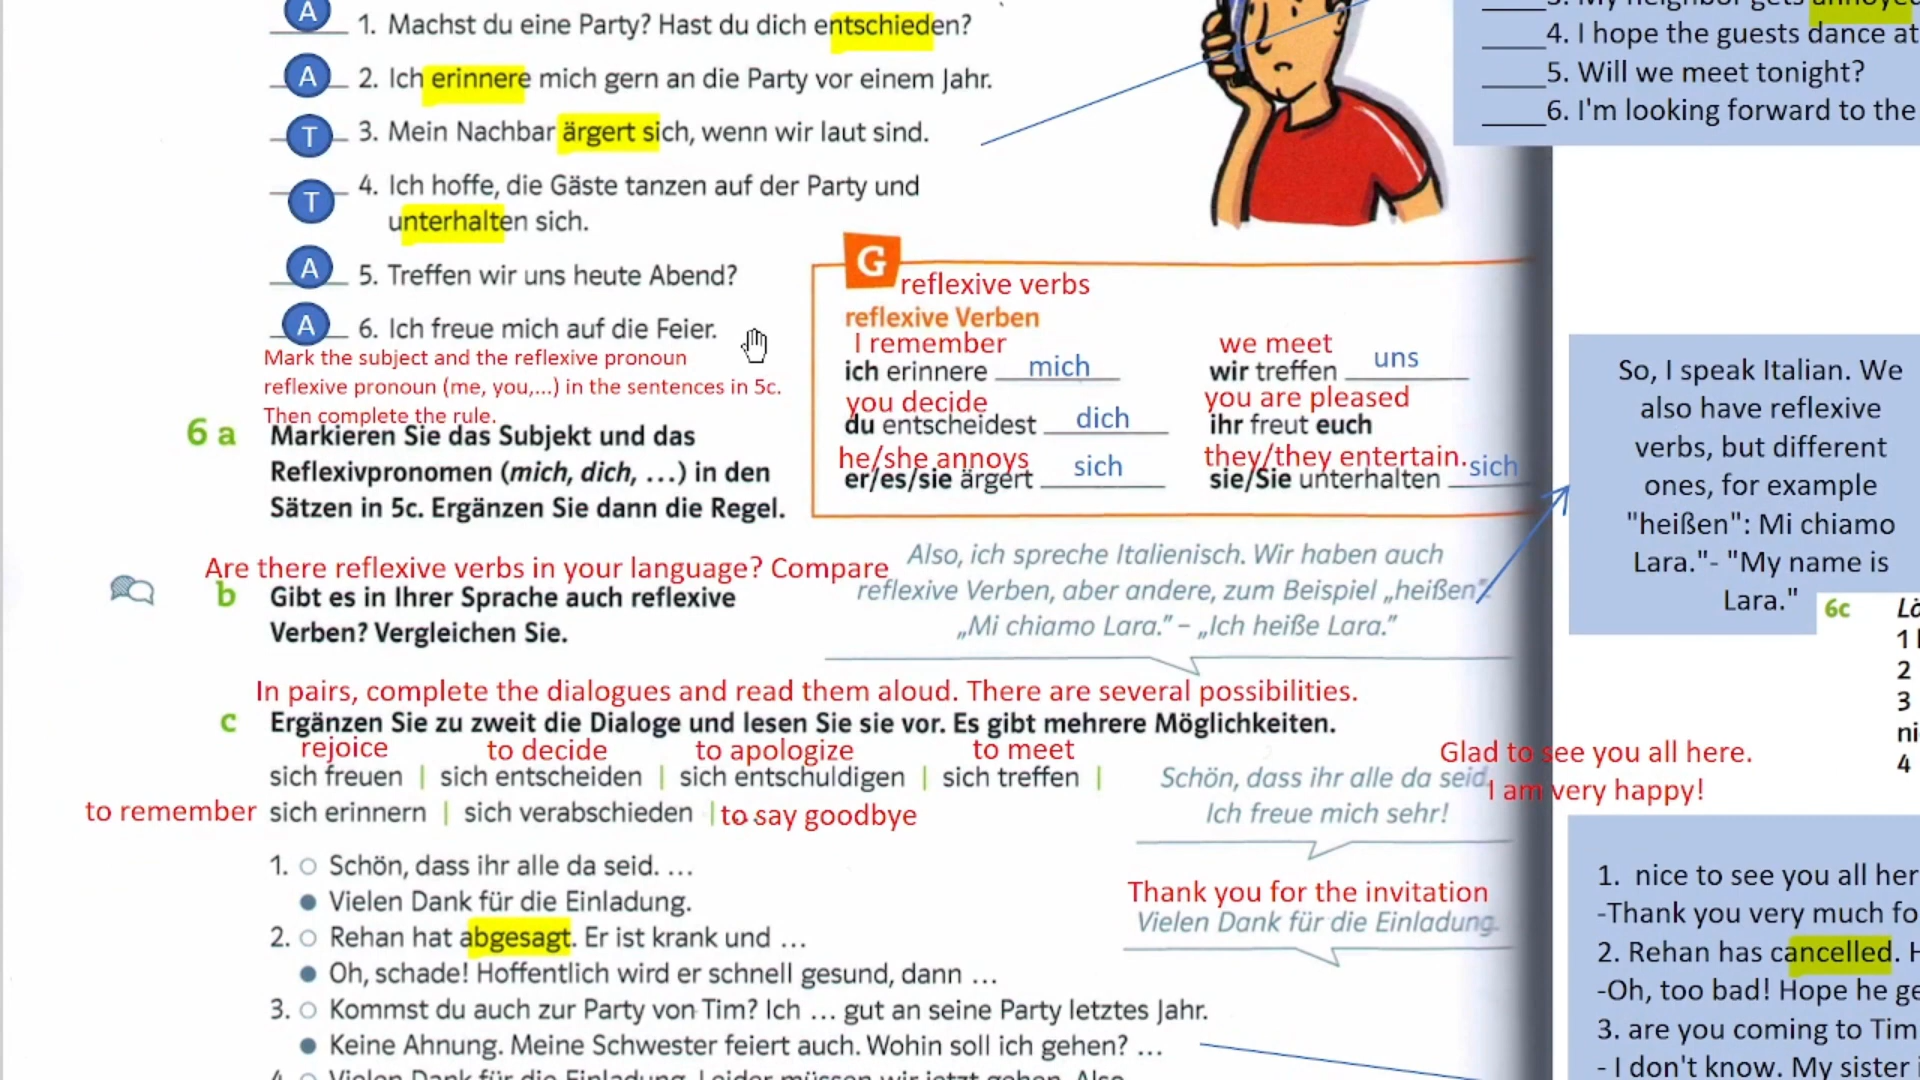 A 1. Machst du eine Party? Hast du dich entschieden?
A 2. Ich erinnere mich gern an die Party vor einem Jahr.
T 3. Mein Nachbar ärgert sich, wenn wir laut sind.
T 4. Ich hoffe, die Gäste tanzen auf der Party und
unterhalten sich.
A 5. Treffen wir uns heute Abend?
A 6. Ich freue mich auf die Feier.
4. I hope the guests dance at
5. Will we meet tonight?
6. I'm looking forward to the
G
reflexive verbs
reflexive Verben
I remember
ich erinnere mich
you decide
du entscheidest dich
he/she annoys
er/es/sie ärgert sich
we meet
wir treffen uns
you are pleased
ihr freut euch
they/they entertain.
sie/Sie unterhalten sich
Mark the subject and the reflexive pronoun
reflexive pronoun (me, you,...) in the sentences in 5c.
Then complete the rule.
6 a Markieren Sie das Subjekt und das
Reflexivpronomen (mich, dich, ...) in den
Sätzen in 5c. Ergänzen Sie dann die Regel.
So, I speak Italian. We
also have reflexive
verbs, but different
ones, for example
"heißen": Mi chiamo
Lara."- "My name is
Lara."
Are there reflexive verbs in your language? Compare
b Gibt es in Ihrer Sprache auch reflexive
Verben? Vergleichen Sie.
Also, ich spreche Italienisch. Wir haben auch
reflexive Verben, aber andere, zum Beispiel „heißen":
„Mi chiamo Lara." – „Ich heiße Lara."
6c
1
2
3
4
In pairs, complete the dialogues and read them aloud. There are several possibilities.
c Ergänzen Sie zu zweit die Dialoge und lesen Sie sie vor. Es gibt mehrere Möglichkeiten.
rejoice to decide to apologize to meet
sich freuen | sich entscheiden | sich entschuldigen | sich treffen |
to remember sich erinnern | sich verabschieden | to say goodbye
Glad to see you all here.
I am very happy!
Schön, dass ihr alle da seid.
Ich freue mich sehr!
Thank you for the invitation
Vielen Dank für die Einladung.
1. ○ Schön, dass ihr alle da seid. ...
● Vielen Dank für die Einladung.
2. ○ Rehan hat abgesagt. Er ist krank und ...
● Oh, schade! Hoffentlich wird er schnell gesund, dann ...
3. ○ Kommst du auch zur Party von Tim? Ich ... gut an seine Party letztes Jahr.
● Keine Ahnung. Meine Schwester feiert auch. Wohin soll ich gehen? ...
4. ○ Vielen Dank für die Einladung. Leider müssen wir jetzt gehen. Also
1. nice to see you all her
-Thank you very much fo
2. Rehan has cancelled. H
-Oh, too bad! Hope he ge
3. are you coming to Tim
- I don't know. My sister i